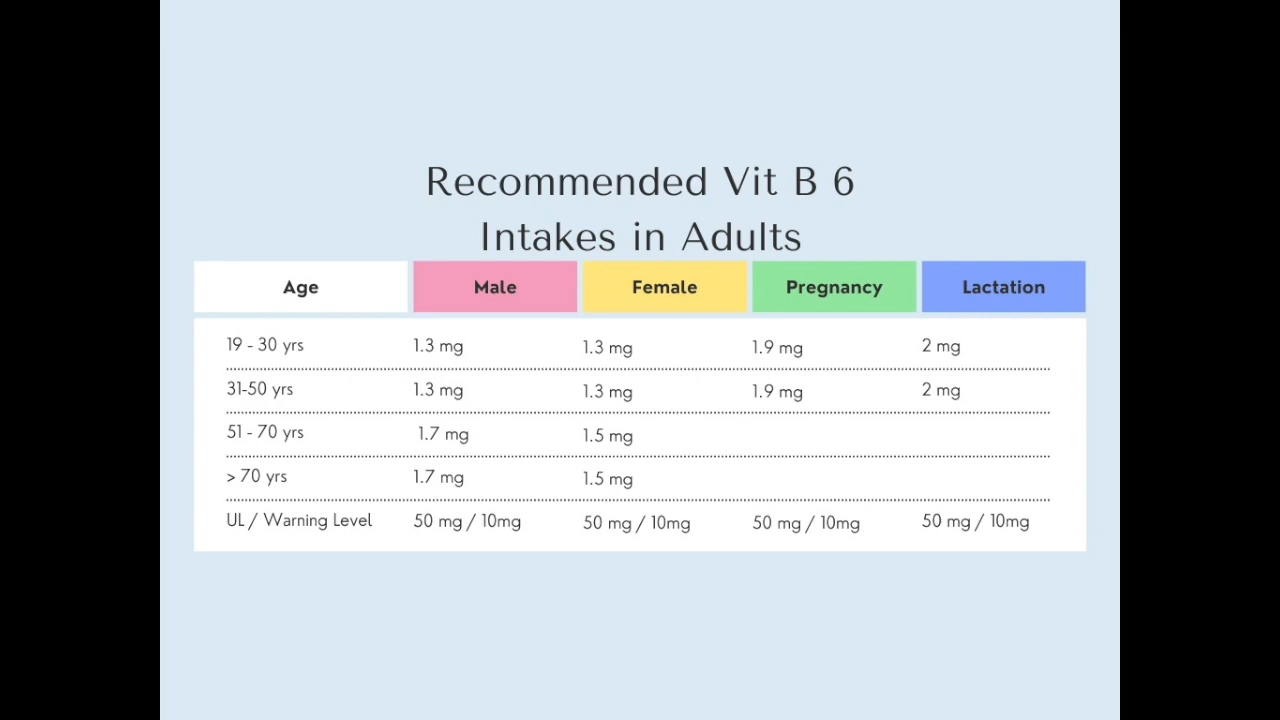 Recommended Vit B 6
Intakes in Adults
Age Male Female Pregnancy Lactation
19 - 30 yrs 1.3 mg 1.3 mg 1.9 mg 2 mg
31-50 yrs 1.3 mg 1.3 mg 1.9 mg 2 mg
51 - 70 yrs 1.7 mg 1.5 mg
> 70 yrs 1.7 mg 1.5 mg
UL / Warning Level 50 mg / 10mg 50 mg / 10mg 50 mg / 10mg 50 mg / 10mg